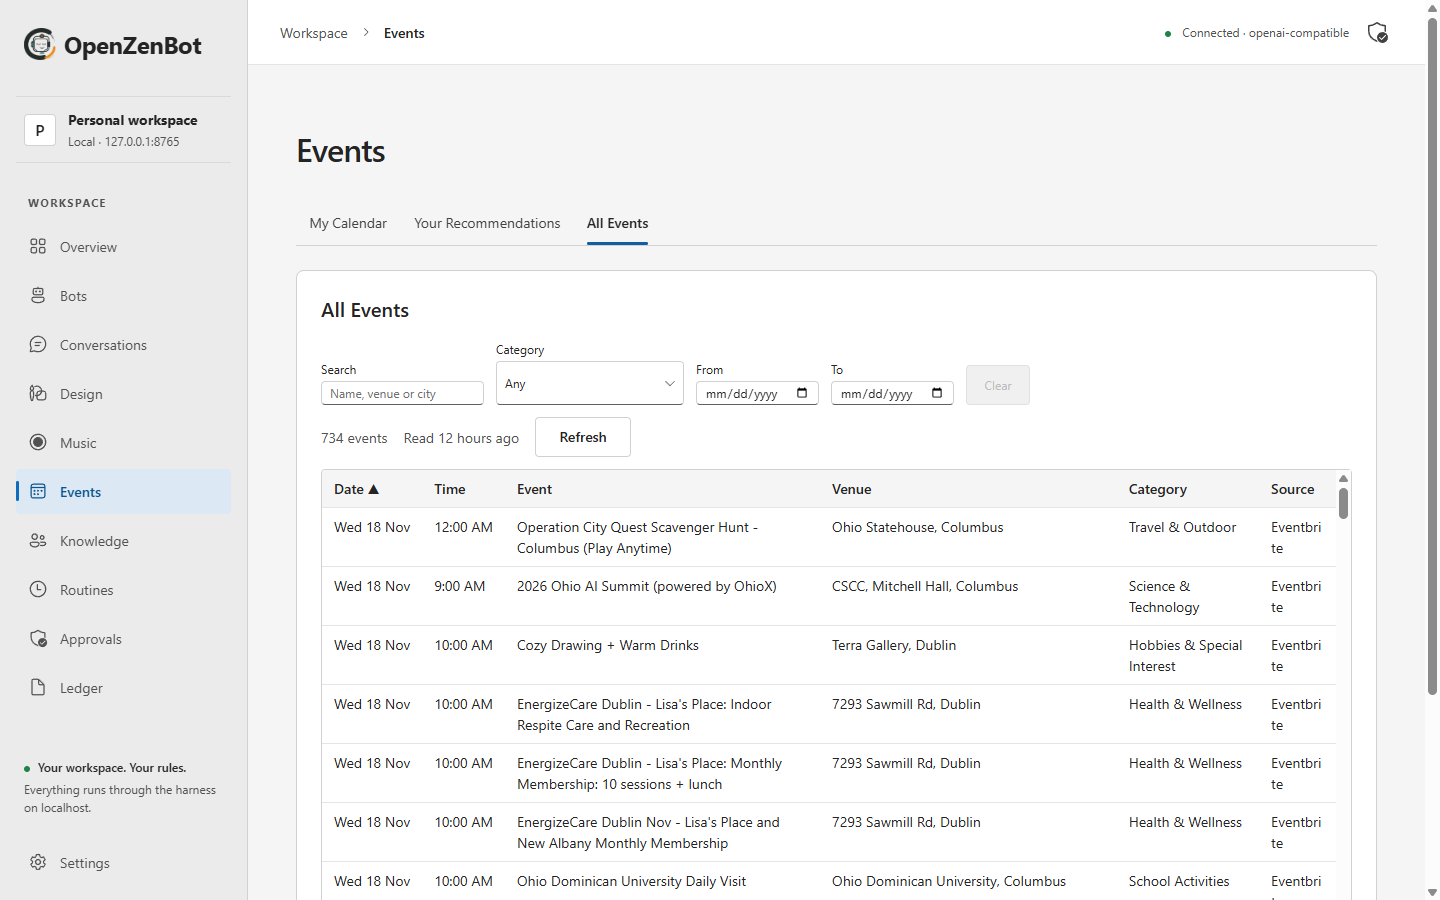 OpenZenBot
Workspace > Events
Connected · openai-compatible
P
Personal workspace
Local · 127.0.0.1:8765
WORKSPACE
Overview
Bots
Conversations
Design
Music
Events
Knowledge
Routines
Approvals
Ledger
Your workspace. Your rules.
Everything runs through the harness
on localhost.
Settings
Events
My Calendar
Your Recommendations
All Events
All Events
Search
Name, venue or city
Category
Any
From
mm/dd/yyyy
To
mm/dd/yyyy
Clear
734 events
Read 12 hours ago
Refresh
Date ▲ Time Event Venue Category Source
Wed 18 Nov 12:00 AM Operation City Quest Scavenger Hunt - Ohio Statehouse, Columbus Travel & Outdoor Eventbri
Columbus (Play Anytime) te
Wed 18 Nov 9:00 AM 2026 Ohio AI Summit (powered by OhioX) CSCC, Mitchell Hall, Columbus Science & Eventbri
Technology te
Wed 18 Nov 10:00 AM Cozy Drawing + Warm Drinks Terra Gallery, Dublin Hobbies & Special Eventbri
Interest te
Wed 18 Nov 10:00 AM EnergizeCare Dublin - Lisa's Place: Indoor 7293 Sawmill Rd, Dublin Health & Wellness Eventbri
Respite Care and Recreation te
Wed 18 Nov 10:00 AM EnergizeCare Dublin - Lisa's Place: Monthly 7293 Sawmill Rd, Dublin Health & Wellness Eventbri
Membership: 10 sessions + lunch te
Wed 18 Nov 10:00 AM EnergizeCare Dublin Nov - Lisa's Place and 7293 Sawmill Rd, Dublin Health & Wellness Eventbri
New Albany Monthly Membership te
Wed 18 Nov 10:00 AM Ohio Dominican University Daily Visit Ohio Dominican University, Columbus School Activities Eventbri